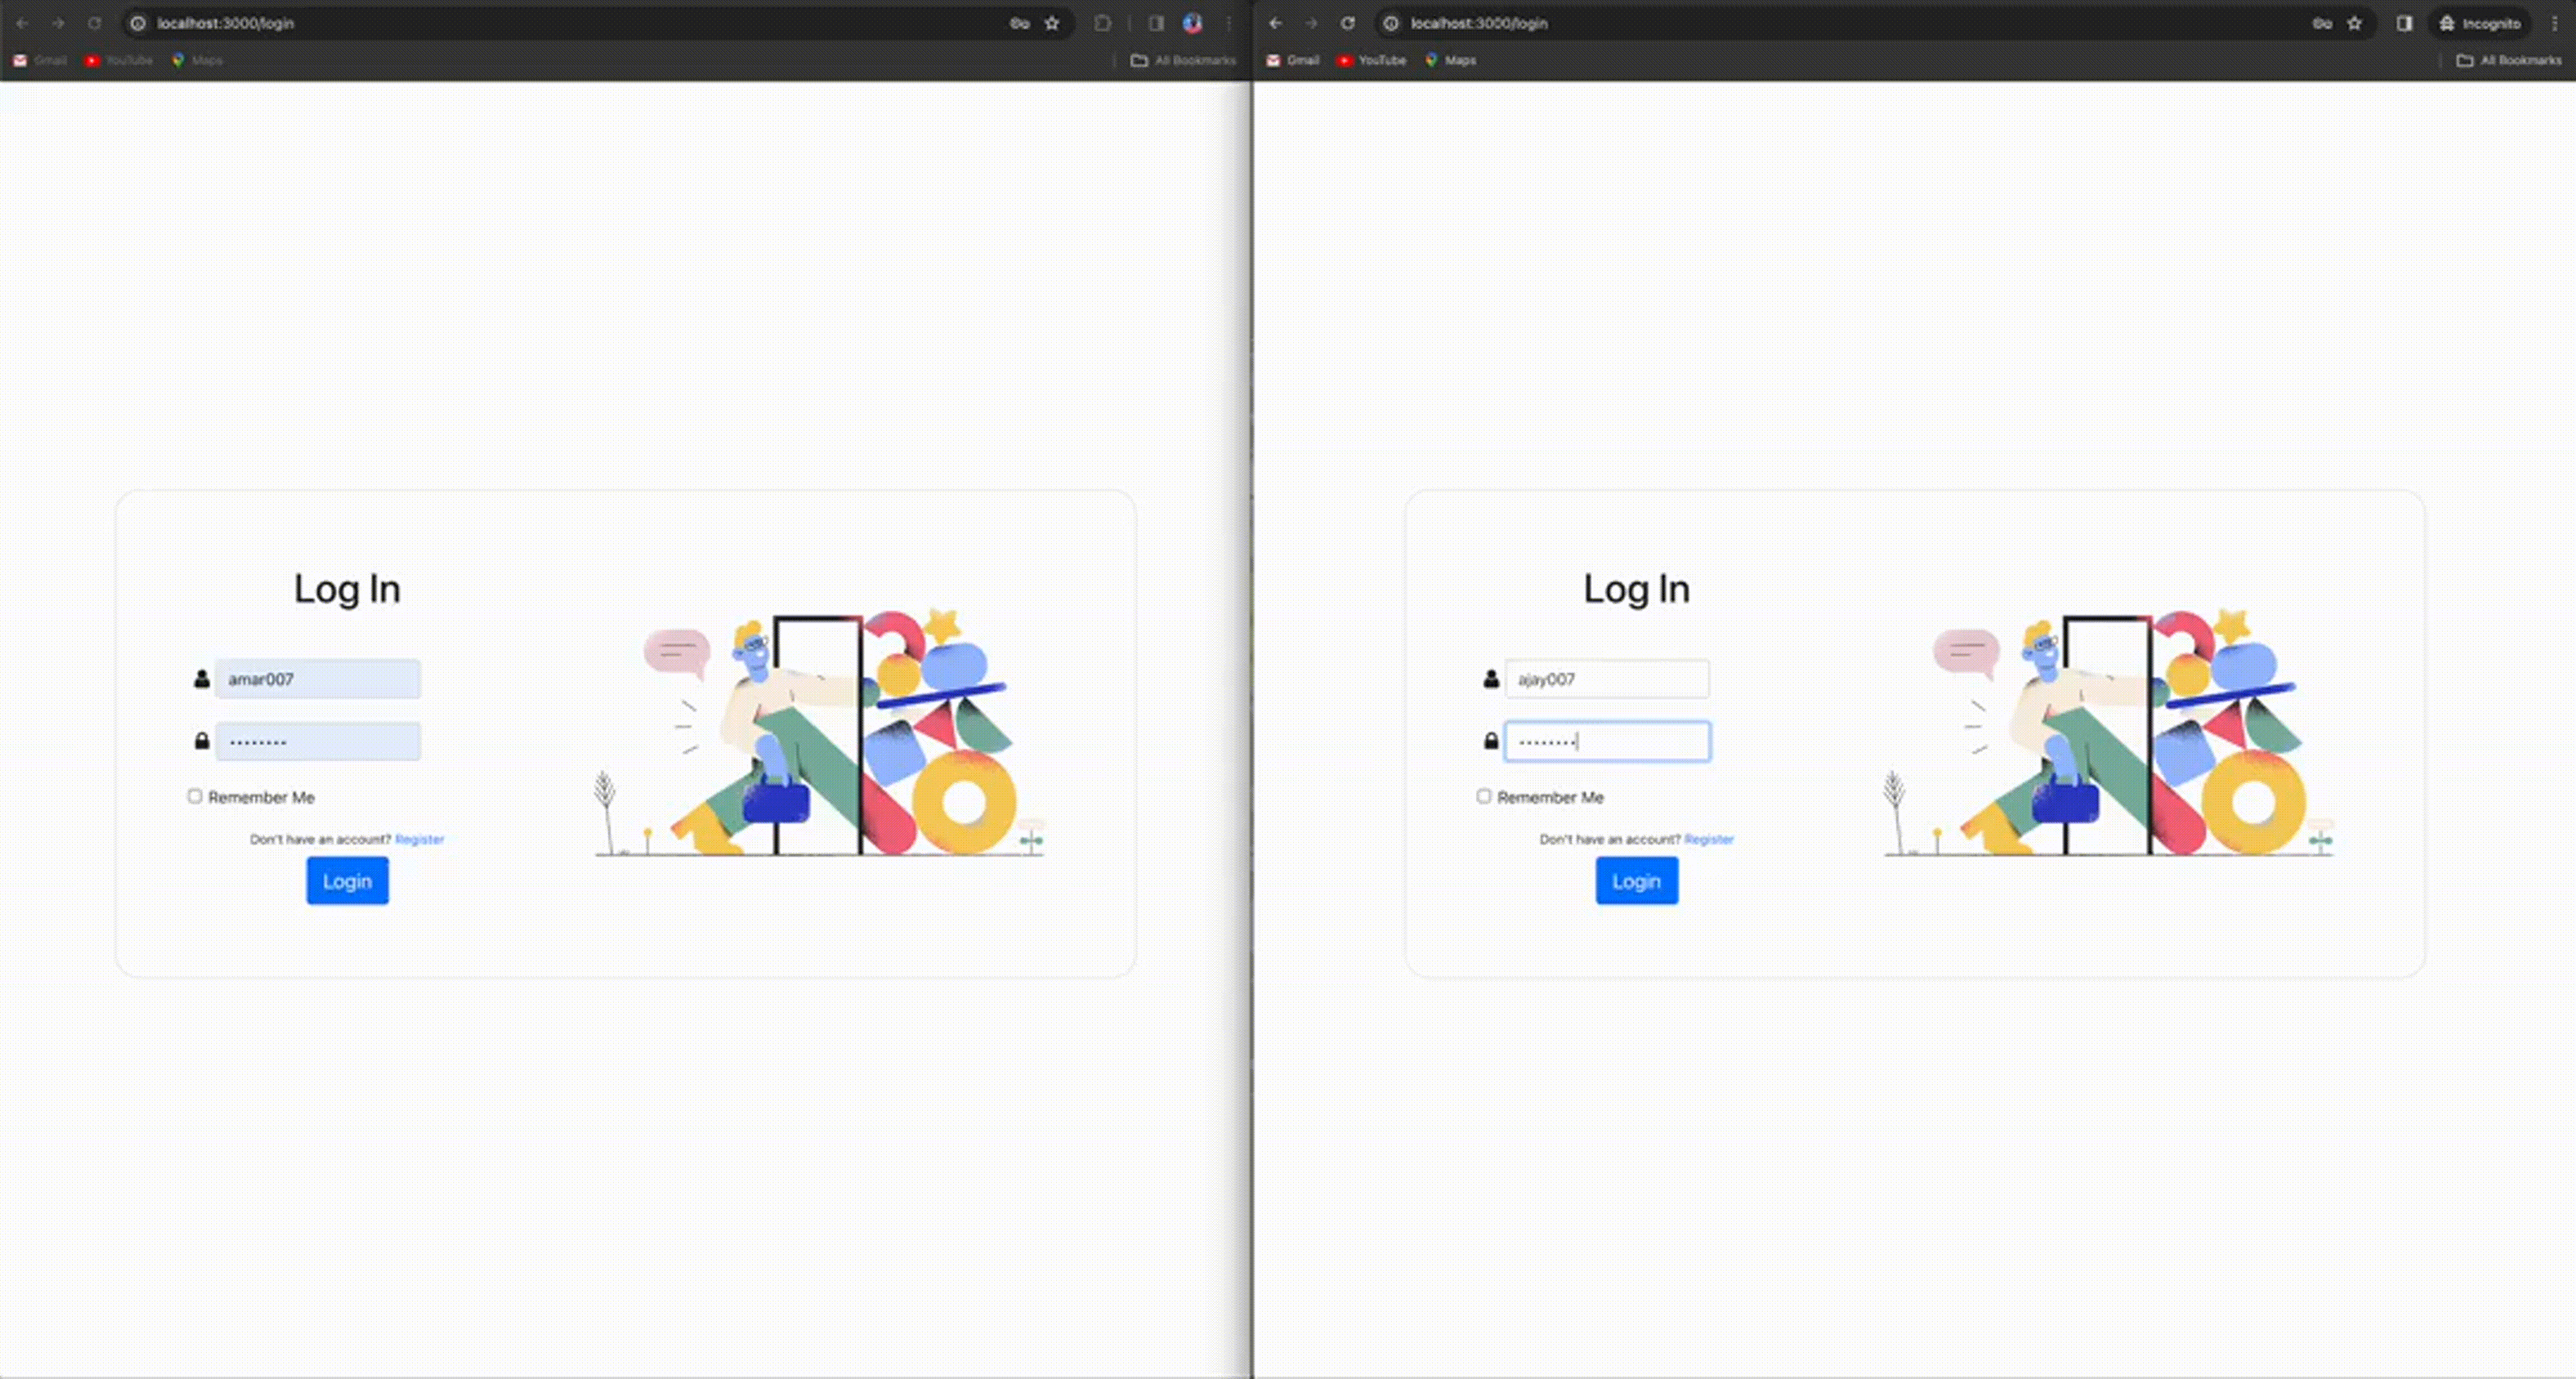 localhost:3000/login
Gmail YouTube Maps All Bookmarks
Log In
amar007
••••••••
Remember Me
Don't have an account? Register
Login
localhost:3000/login Incognito
Gmail YouTube Maps All Bookmarks
Log In
ajay007
••••••••
Remember Me
Don't have an account? Register
Login